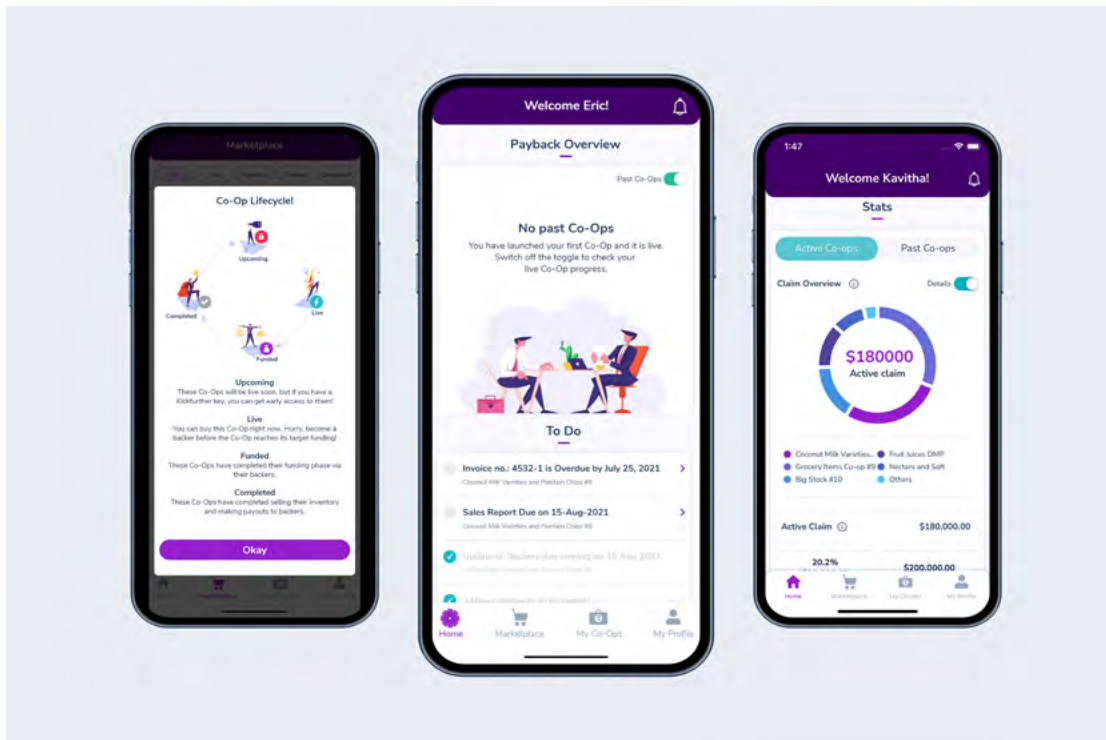 Marketplace
Co-Op Lifecycle!
Upcoming
Completed
Live
Funded
Upcoming
These Co-Ops will be live soon, but if you have a
Kickfurther key, you can get early access to them!
Live
You can buy this Co-Op right now. Hurry, become a
backer before the Co-Op reaches its target funding!
Funded
These Co-Ops have completed their funding phase via
their backers.
Completed
These Co-Ops have completed selling their inventory
and making payouts to backers.
Okay
Marketplace
Welcome Eric!
Payback Overview
Past Co-Ops
No past Co-Ops
You have launched your first Co-Op and it is live.
Switch off the toggle to check your
live Co-Op progress.
To Do
Invoice no.: 4532-1 is Overdue by July 25, 2021
Coconut Milk Varieties and Plantain Chips #8
Sales Report Due on 15-Aug-2021
Coconut Milk Varieties and Plantain Chips #8
Home
Marketplace
My Co-Ops
My Profile
1:47
Welcome Kavitha!
Stats
Active Co-ops
Past Co-ops
Claim Overview
Details
$180000
Active claim
Coconut Milk Varieties...
Fruit Juices DMP
Grocery Items Co-op #9
Nectars and Soft
Big Stock #10
Others
Active Claim
$180,000.00
20.2%
$200,000.00
Home
Marketplace
My Co-ops
My Profile